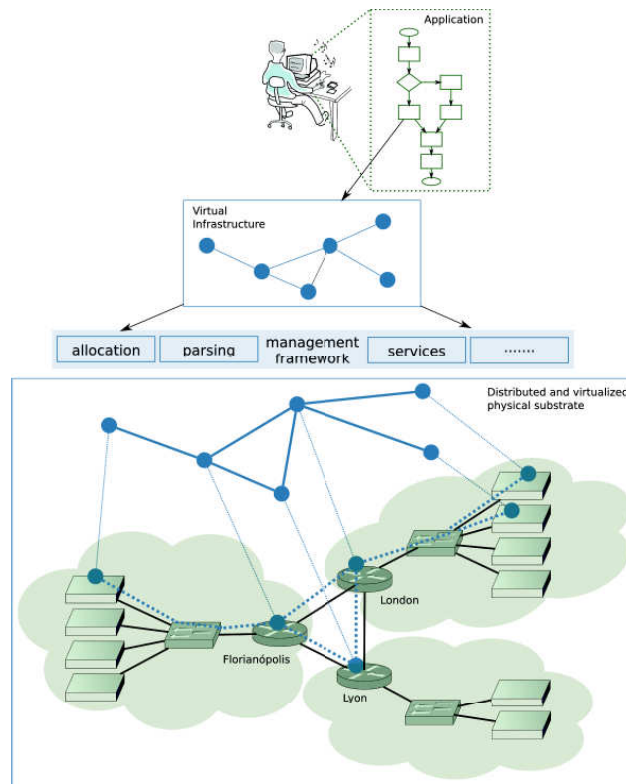 Application
Virtual
Infrastructure
allocation
parsing
management
framework
services
.......
Distributed and virtualized
physical substrate
London
Florianópolis
Lyon